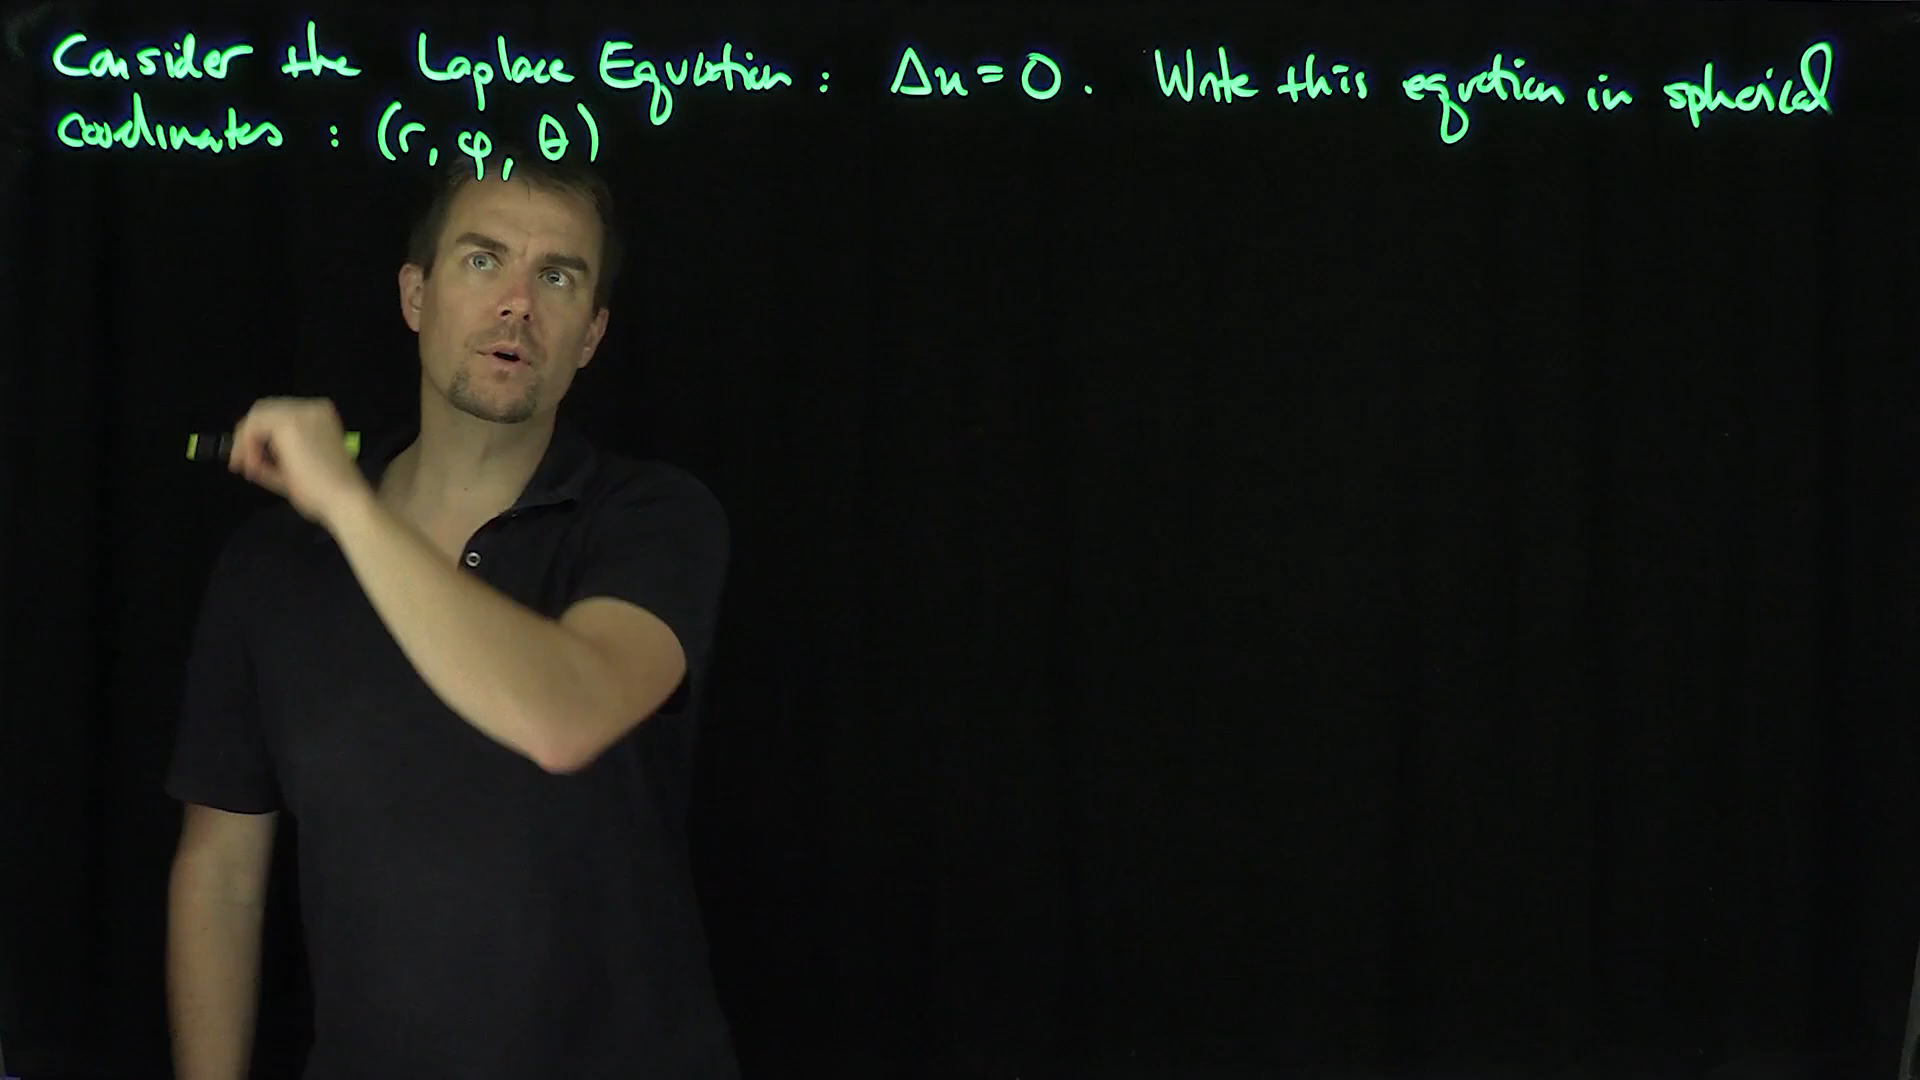 Consider the Laplace Equation : Δu = 0. Write this equation in spherical
coordinates : (r, φ, θ)